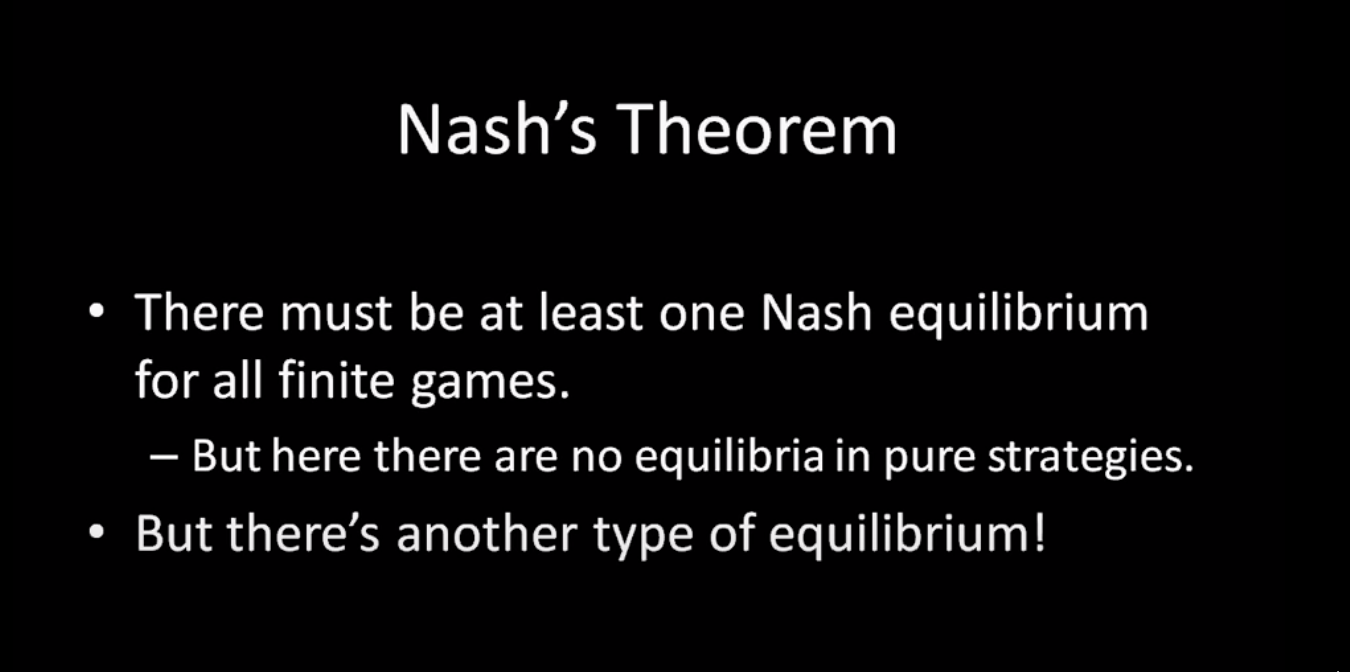 Nash’s Theorem
• There must be at least one Nash equilibrium
for all finite games.
– But here there are no equilibria in pure strategies.
• But there’s another type of equilibrium!